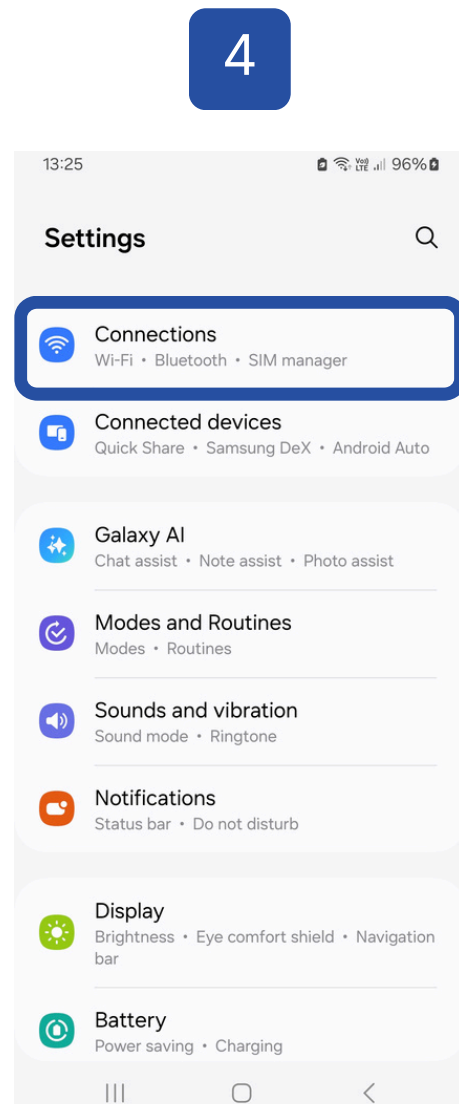 4
13:25
VoB LTE 96%
Settings
Connections
Wi-Fi • Bluetooth • SIM manager
Connected devices
Quick Share • Samsung DeX • Android Auto
Galaxy AI
Chat assist • Note assist • Photo assist
Modes and Routines
Modes • Routines
Sounds and vibration
Sound mode • Ringtone
Notifications
Status bar • Do not disturb
Display
Brightness • Eye comfort shield • Navigation
bar
Battery
Power saving • Charging